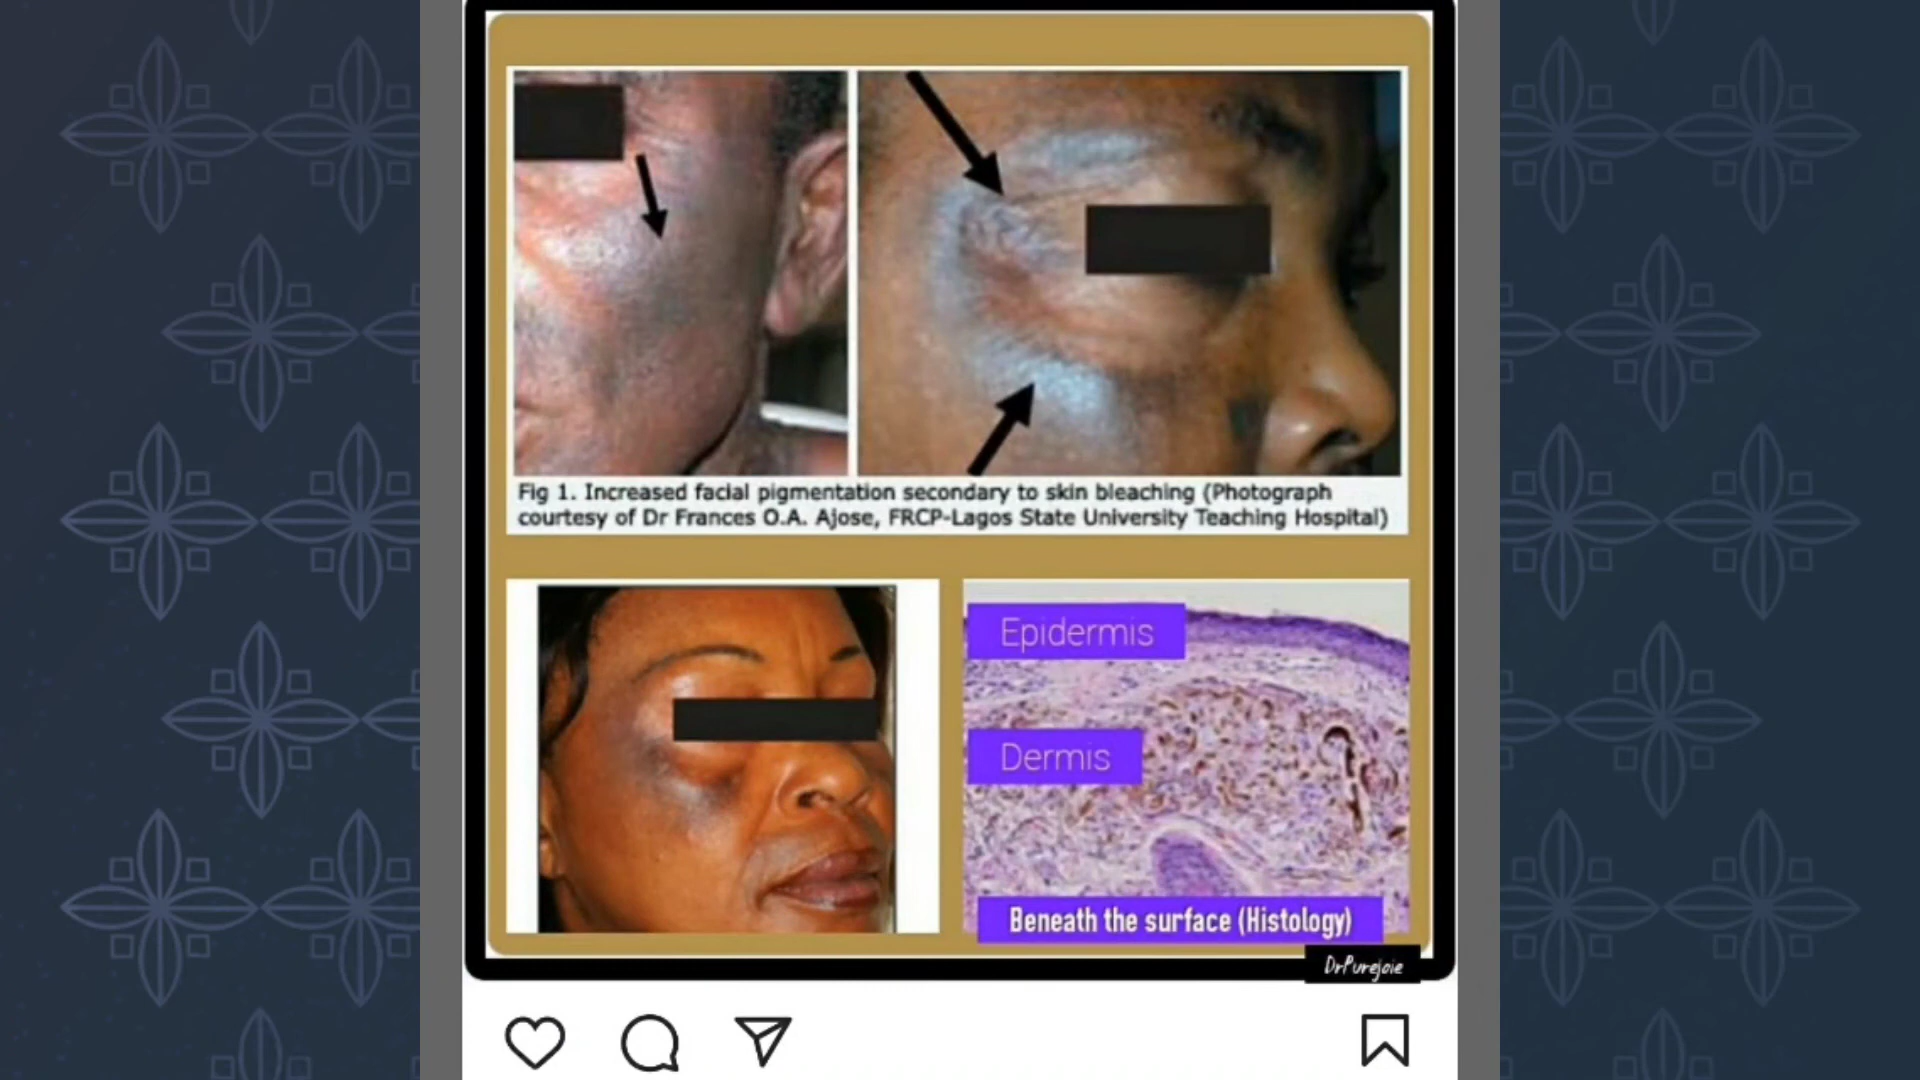 Fig 1. Increased facial pigmentation secondary to skin bleaching (Photograph
courtesy of Dr Frances O.A. Ajose, FRCP-Lagos State University Teaching Hospital)
Epidermis
Dermis
Beneath the surface (Histology)
DrPurejoie